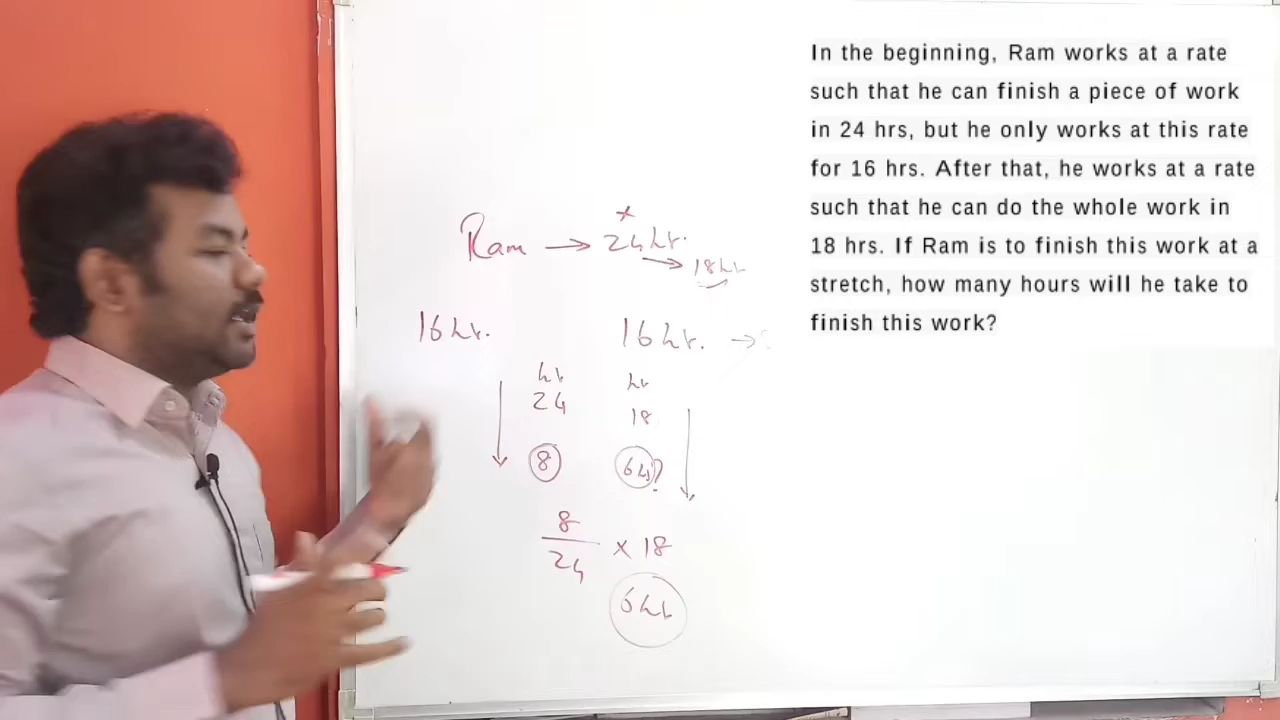 In the beginning, Ram works at a rate
such that he can finish a piece of work
in 24 hrs, but he only works at this rate
for 16 hrs. After that, he works at a rate
such that he can do the whole work in
18 hrs. If Ram is to finish this work at a
stretch, how many hours will he take to
finish this work?
x
Ram → 24hr.
→ 18hr
16hr. 16hr. →
hr hr
24 18
8 6hr?
8
24 x 18
6hr